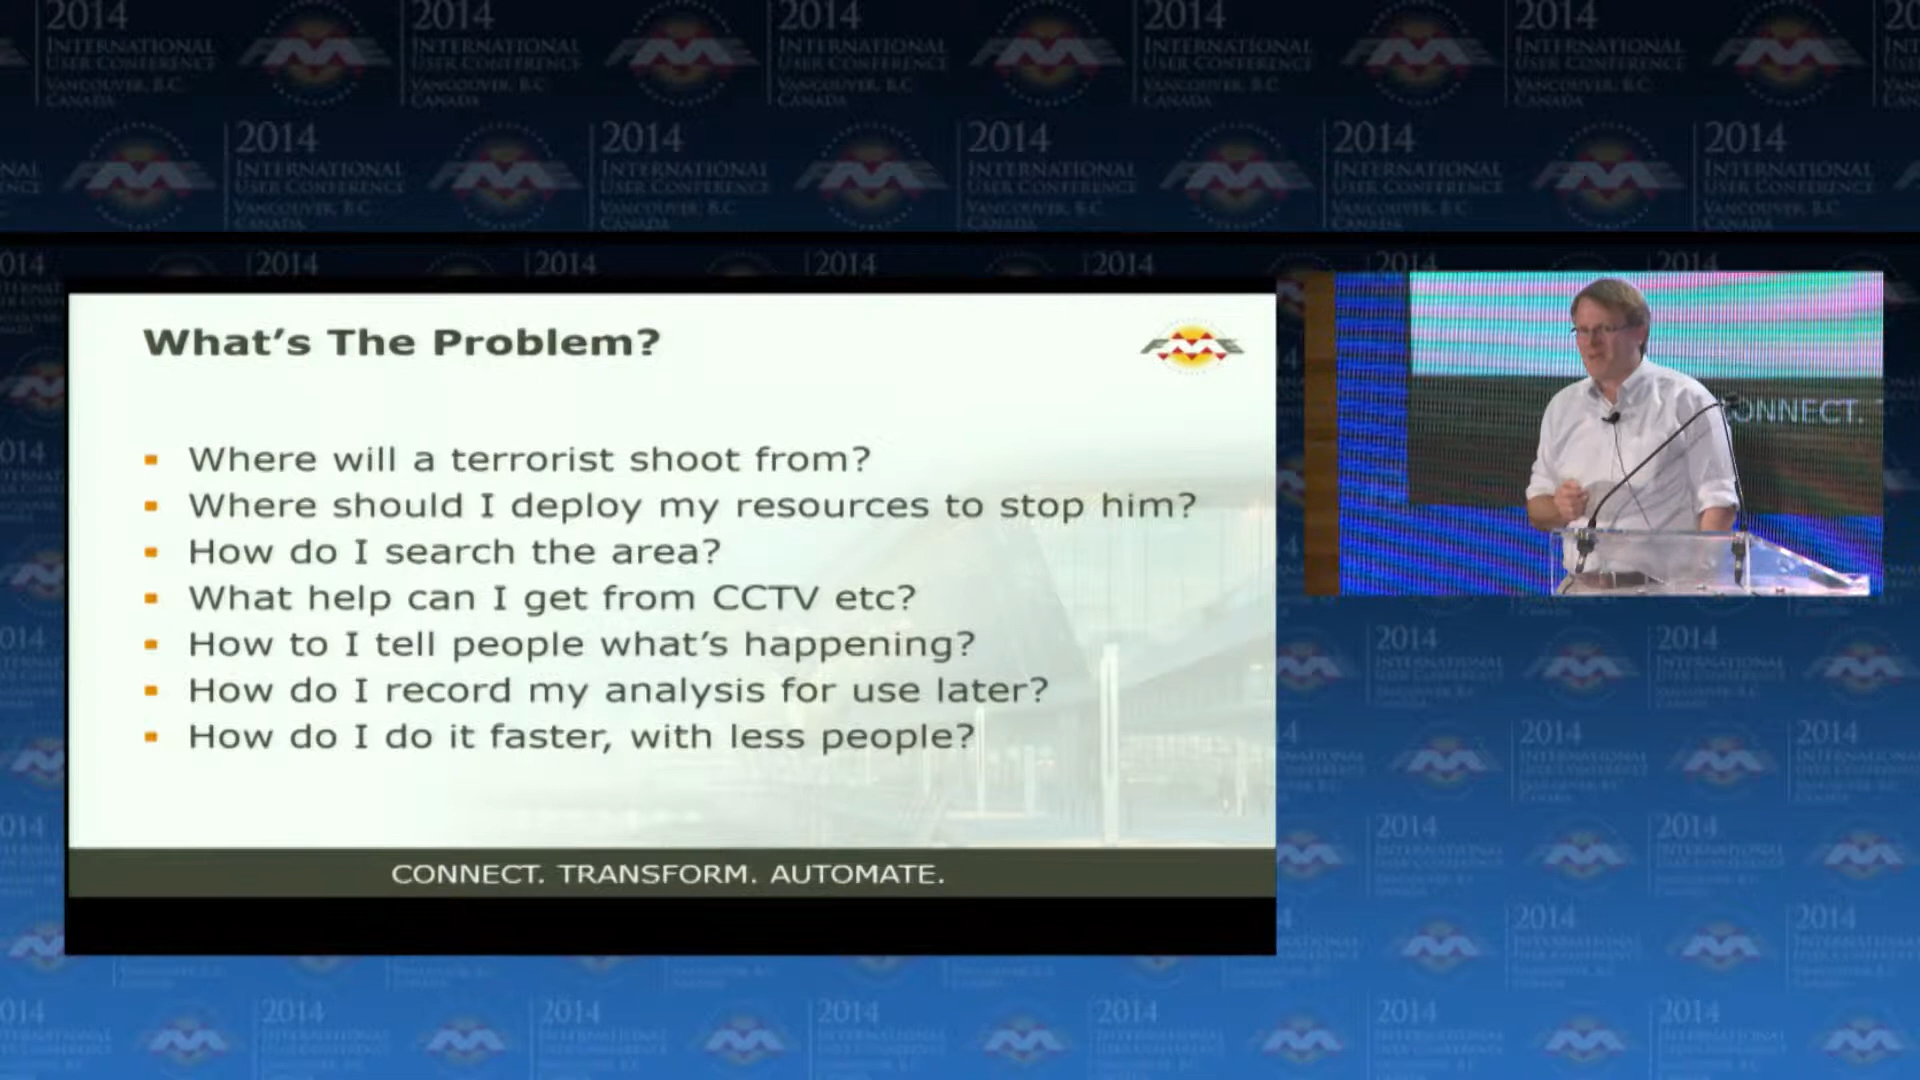 2014
INTERNATIONAL
USER CONFERENCE
VANCOUVER, B.C.
CANADA
What's The Problem?
FME
Where will a terrorist shoot from?
Where should I deploy my resources to stop him?
How do I search the area?
What help can I get from CCTV etc?
How to I tell people what's happening?
How do I record my analysis for use later?
How do I do it faster, with less people?
CONNECT. TRANSFORM. AUTOMATE.
CONNECT.